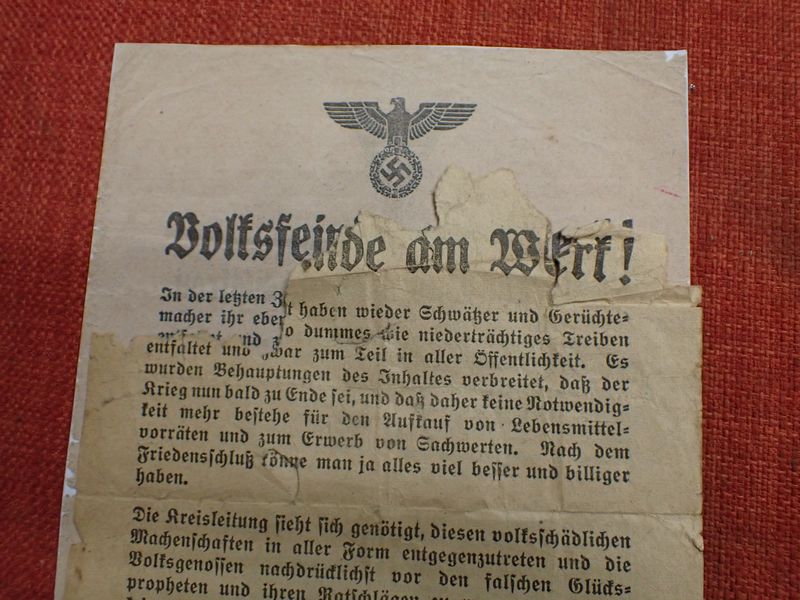 Volksfeinde am Werk!
In der letzten Zeit haben wieder Schwätzer und Gerüchte-
macher ihr eben so dummes wie niederträchtiges Treiben
entfaltet und zwar zum Teil in aller Öffentlichkeit. Es
wurden Behauptungen des Inhaltes verbreitet, daß der
Krieg nun bald zu Ende sei, und daß daher keine Notwendig-
keit mehr bestehe für den Aufkauf von Lebensmittel-
vorräten und zum Erwerb von Sachwerten. Nach dem
Friedensschluß könne man ja alles viel besser und billiger
haben.
Die Kreisleitung sieht sich genötigt, diesen volksschädlichen
Machenschaften in aller Form entgegenzutreten und die
Volksgenossen nachdrücklichst vor den falschen Glücks-
propheten und ihren Ratschlägen